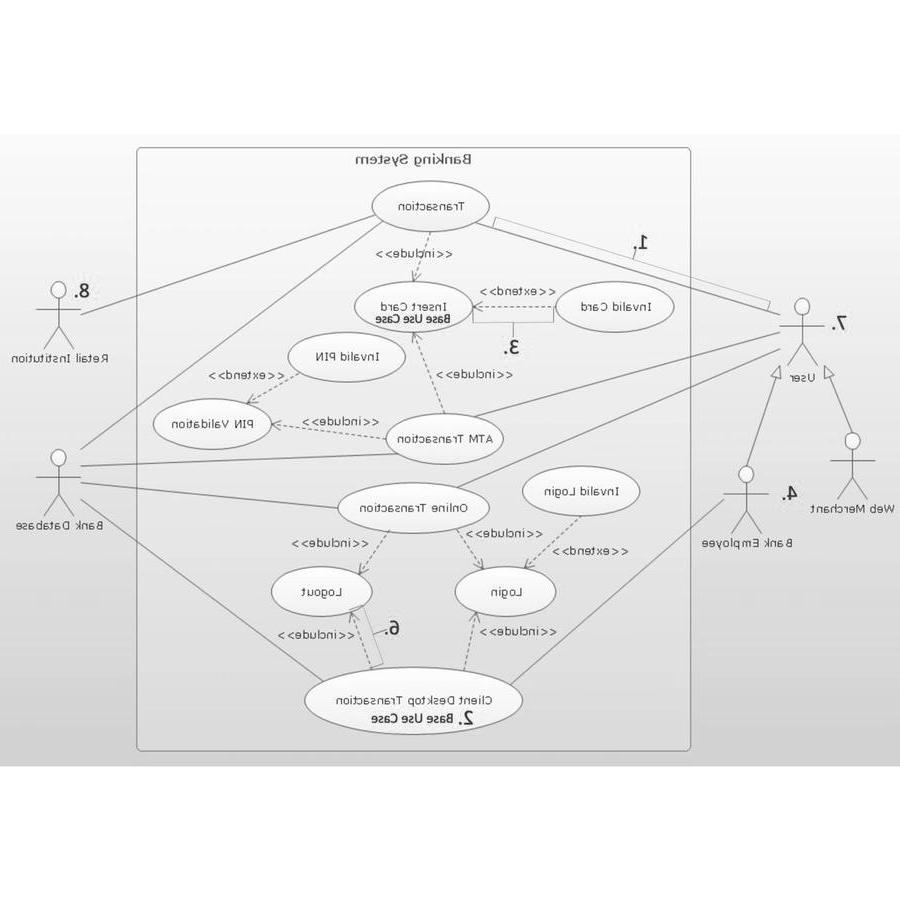 Banking System
Transaction
<<include>>
1.
8.
<<extend>>
Insert Card
Base Use Case
Invalid Card
7.
3.
Invalid PIN
Retail Institution
<<extend>>
<<include>>
User
PIN Validation
<<include>>
ATM Transaction
Invalid Login
4.
Online Transaction
Web Merchant
Bank Database
<<include>>
<<include>>
Bank Employee
<<extend>>
Logout
Login
6.
<<include>>
<<include>>
Client Desktop Transaction
2. Base Use Case